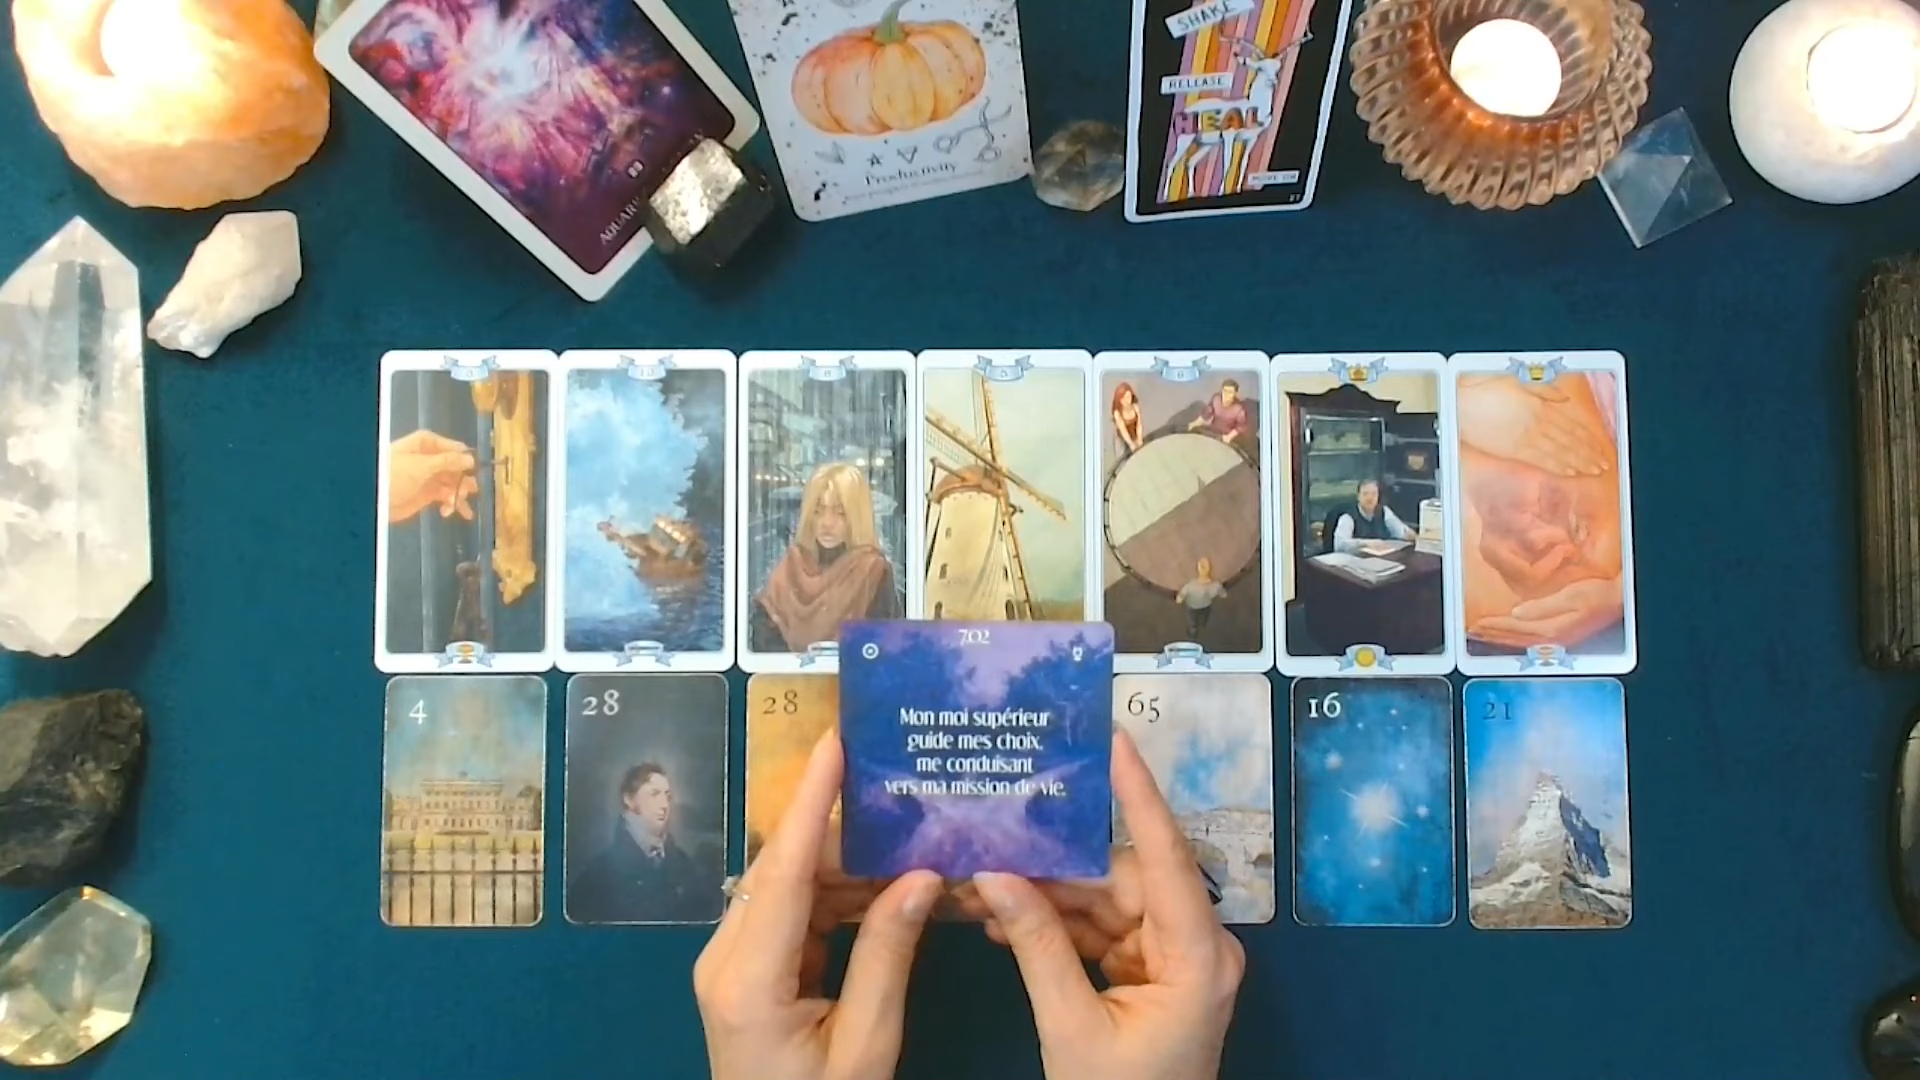 SHAKE
RELEASE
HEAL
MOVE ON
Productivity
702
Mon moi supérieur
guide mes choix,
me conduisant
vers ma mission de vie.
4
28
28
65
16
21